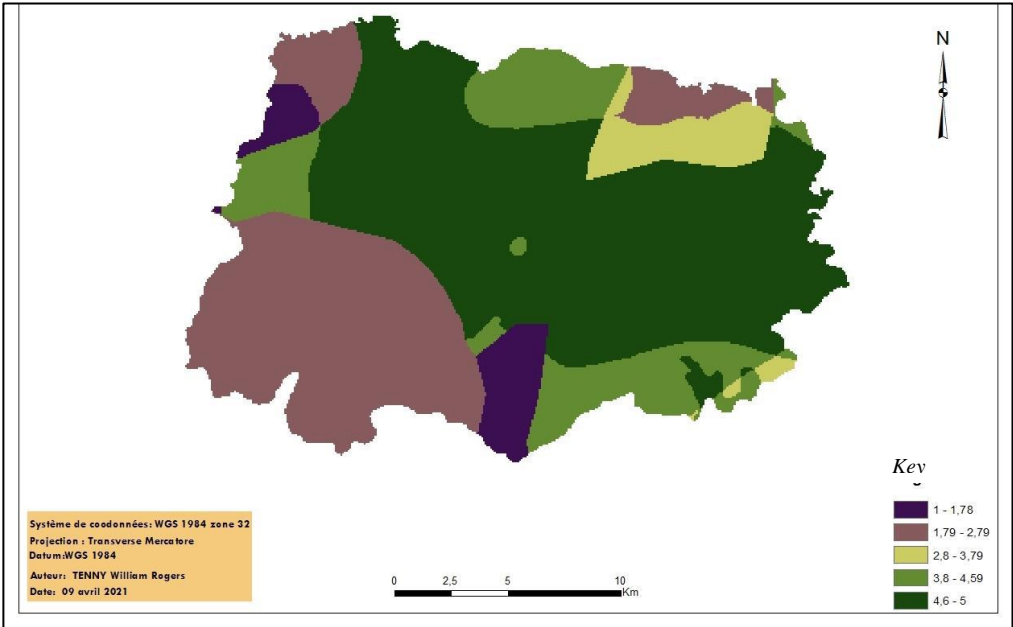 N
Key
1 - 1,78
1,79 - 2,79
2,8 - 3,79
3,8 - 4,59
4,6 - 5
Système de coodonnées: WGS 1984 zone 32
Projection : Transverse Mercatore
Datum:WGS 1984
Auteur: TENNY William Rogers
Date: 09 avril 2021
0 2,5 5 10
Km